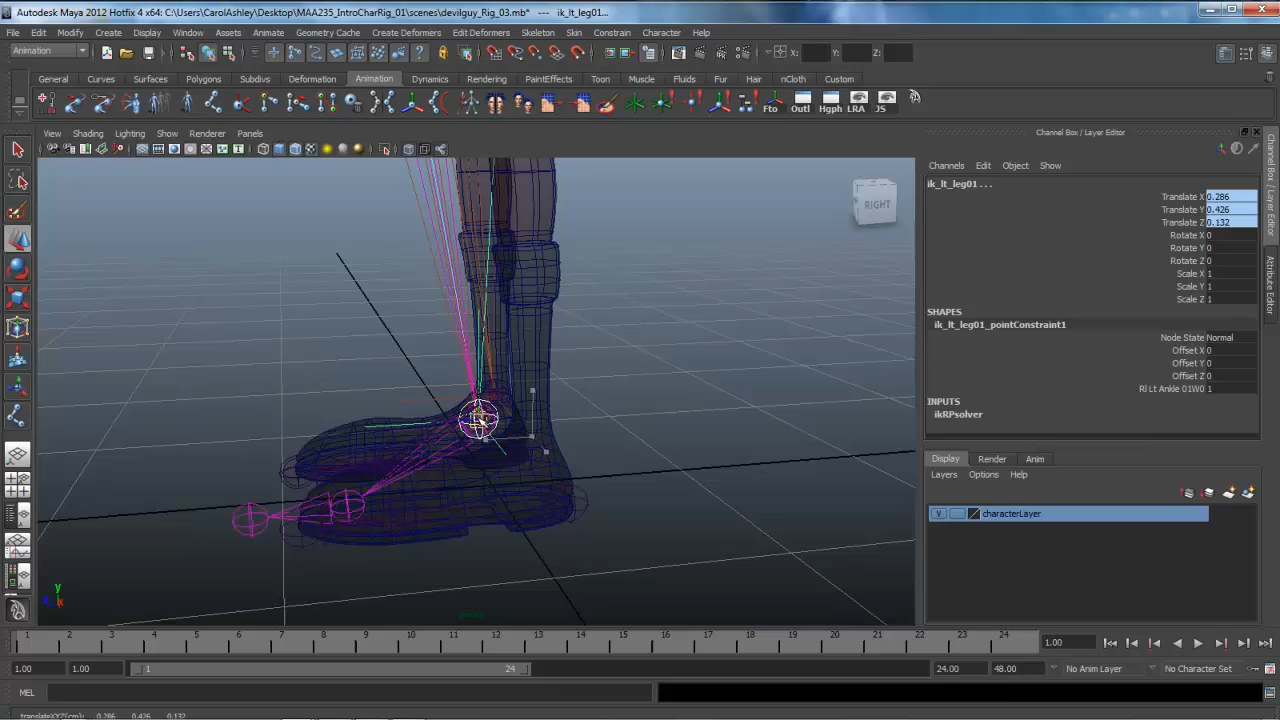 Autodesk Maya 2012 Hotfix 4 x64: C:\Users\CarolAshley\Desktop\MAA235_IntroCharRig_01\scenes\devilguy_Rig_03.mb* --- ik_lt_leg01...
File Edit Modify Create Display Window Assets Animate Geometry Cache Create Deformers Edit Deformers Skeleton Skin Constrain Character Help
Animation X: Y: Z:
General Curves Surfaces Polygons Subdivs Deformation Animation Dynamics Rendering PaintEffects Toon Muscle Fluids Fur Hair nCloth Custom
Fto Outl Hgph LRA JS
View Shading Lighting Show Renderer Panels
Channel Box / Layer Editor
Channels Edit Object Show
ik_lt_leg01 ...
Translate X 0.286
Translate Y 0.426
Translate Z 0.132
Rotate X 0
Rotate Y 0
Rotate Z 0
Scale X 1
Scale Y 1
Scale Z 1
SHAPES
ik_lt_leg01_pointConstraint1
Node State Normal
Offset X 0
Offset Y 0
Offset Z 0
Rl Lt Ankle 01W0 1
INPUTS
ikRPsolver
Display Render Anim
Layers Options Help
V characterLayer
Channel Box / Layer Editor
Attribute Editor
RIGHT
y
z x
persp
1 2 3 4 5 6 7 8 9 10 11 12 13 14 15 16 17 18 19 20 21 22 23 24 1.00
1.00 1.00 1 24 24.00 48.00 No Anim Layer No Character Set
MEL
translateXYZ[cm]: 0.286 0.426 0.132